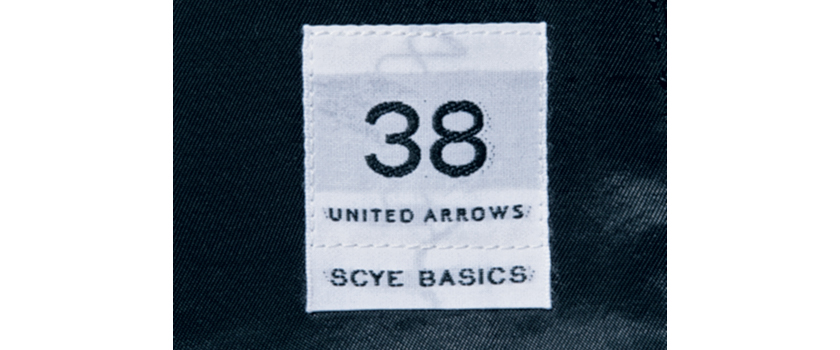 38
UNITED ARROWS
SCYE BASICS